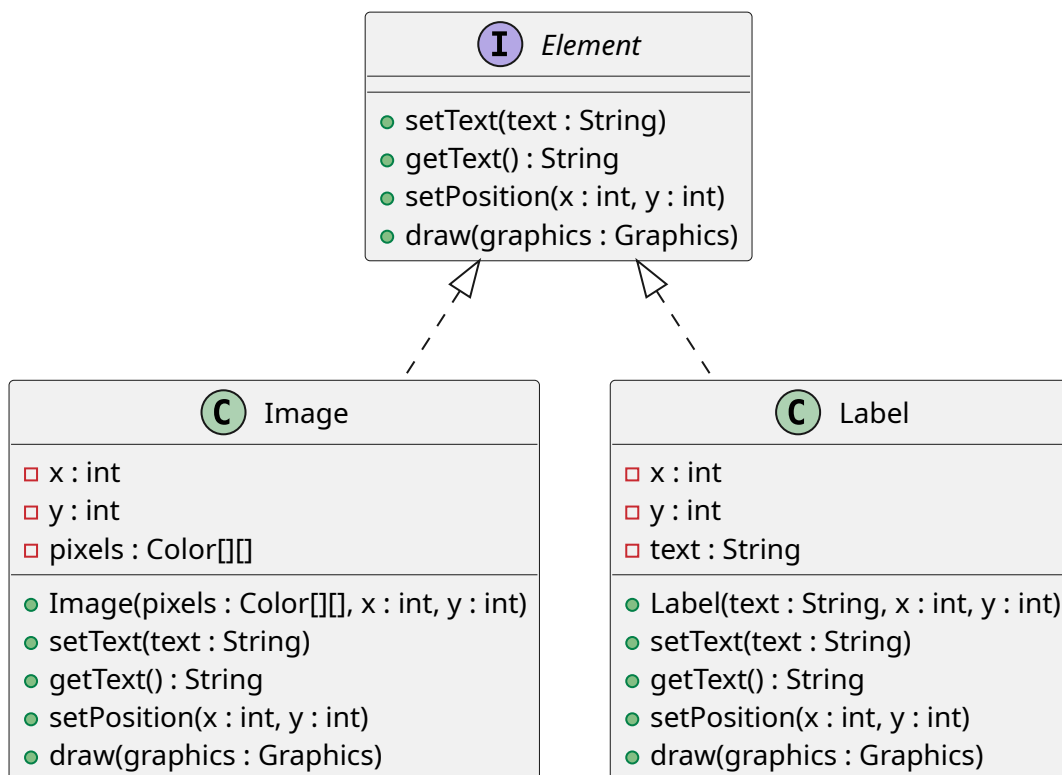 I Element
setText(text : String)
getText() : String
setPosition(x : int, y : int)
draw(graphics : Graphics)
C Image
x : int
y : int
pixels : Color[][]
Image(pixels : Color[][], x : int, y : int)
setText(text : String)
getText() : String
setPosition(x : int, y : int)
draw(graphics : Graphics)
C Label
x : int
y : int
text : String
Label(text : String, x : int, y : int)
setText(text : String)
getText() : String
setPosition(x : int, y : int)
draw(graphics : Graphics)